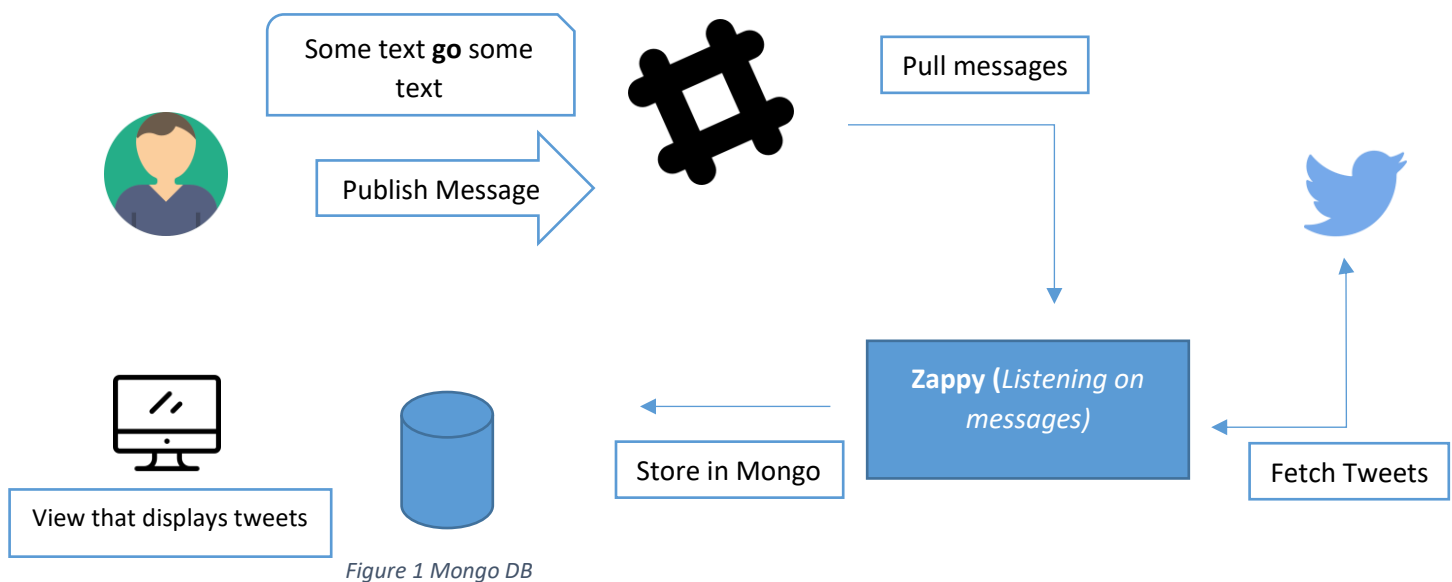 Some text go some
text
Pull messages
Publish Message
Zappy (Listening on
messages)
Store in Mongo
Fetch Tweets
View that displays tweets
Figure 1 Mongo DB